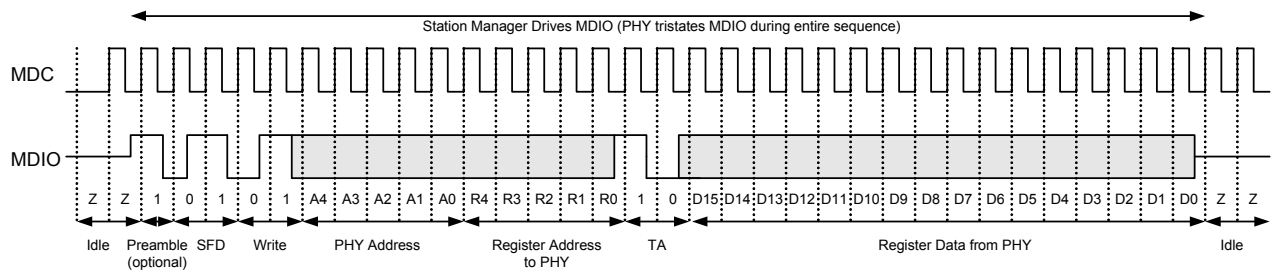 Station Manager Drives MDIO (PHY tristates MDIO during entire sequence)
MDC
MDIO
Z Z 1 0 1 0 1 A4 A3 A2 A1 A0 R4 R3 R2 R1 R0 1 0 D15 D14 D13 D12 D11 D10 D9 D8 D7 D6 D5 D4 D3 D2 D1 D0 Z Z
Idle Preamble (optional) SFD Write PHY Address Register Address to PHY TA Register Data from PHY Idle